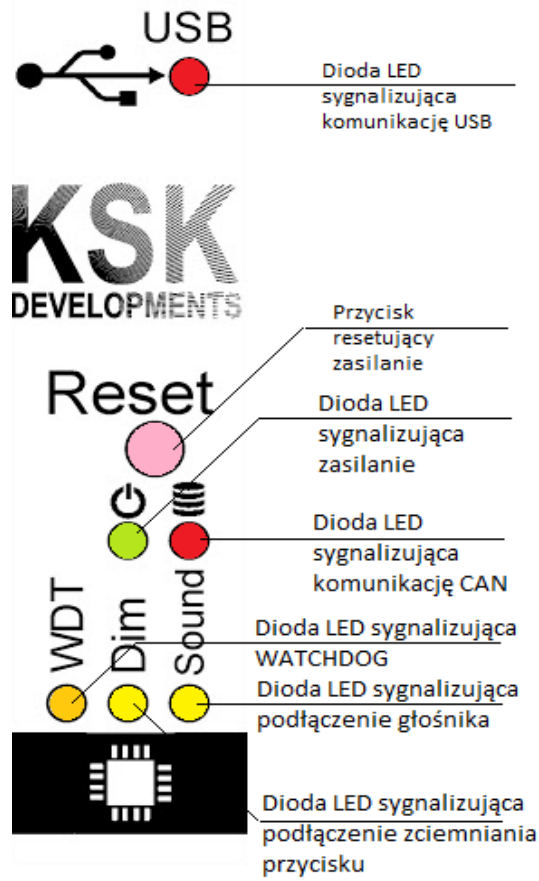 USB
Dioda LED
sygnalizująca
komunikację USB
KSK
DEVELOPMENTS
Przycisk
resetujący
zasilanie
Reset
Dioda LED
sygnalizująca
zasilanie
Dioda LED
sygnalizująca
komunikację CAN
WDT
Dim
Sound
Dioda LED sygnalizująca
WATCHDOG
Dioda LED sygnalizująca
podłączenie głośnika
Dioda LED sygnalizująca
podłączenie zciemniania
przycisku